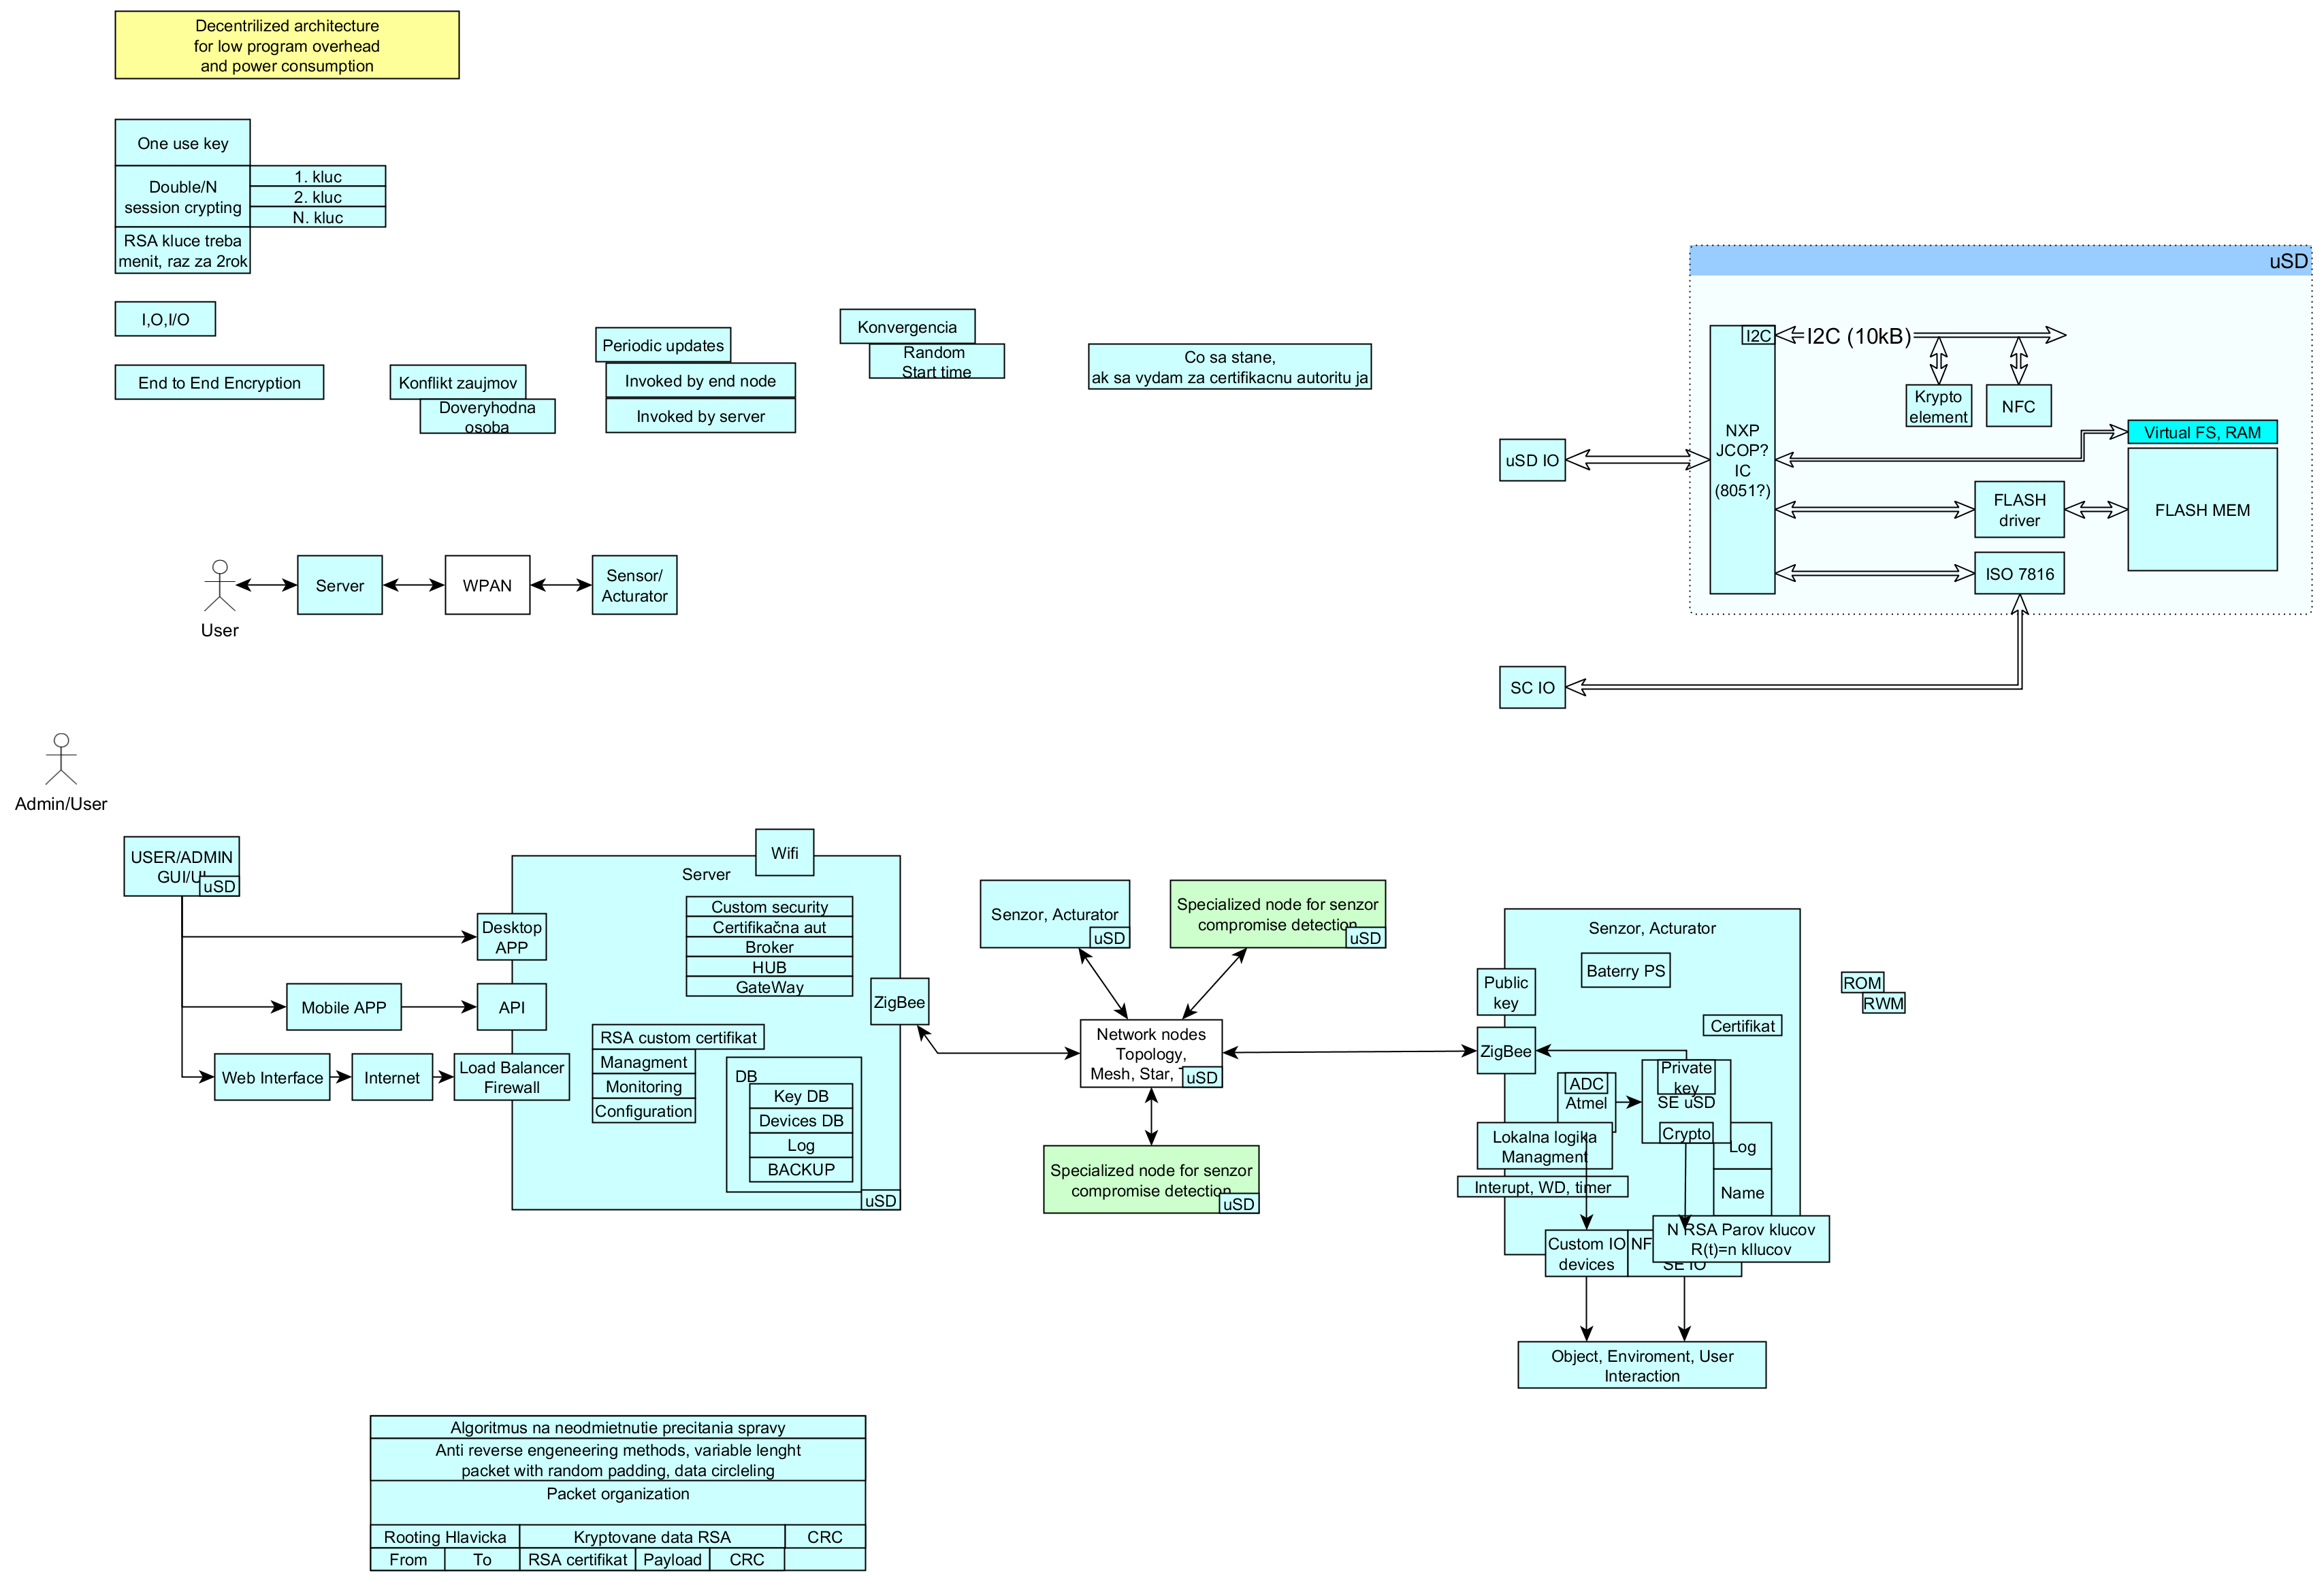 Decentrilized architecture
for low program overhead
and power consumption
One use key
Double/N
session crypting
1. kluc
2. kluc
N. kluc
RSA kluce treba
menit, raz za 2rok
I,O,I/O
End to End Encryption
Konflikt zaujmov
Doveryhodna
osoba
Periodic updates
Invoked by end node
Invoked by server
Konvergencia
Random
Start time
Co sa stane,
ak sa vydam za certifikacnu autoritu ja
uSD
I2C
I2C (10kB)
Krypto
element
NFC
NXP
JCOP?
IC
(8051?)
Virtual FS, RAM
FLASH
driver
FLASH MEM
ISO 7816
uSD IO
SC IO
User
Server
WPAN
Sensor/
Acturator
Admin/User
USER/ADMIN
GUI/UI
uSD
Desktop
APP
Mobile APP
API
Web Interface
Internet
Load Balancer
Firewall
Wifi
Server
Custom security
Certifikačna aut
Broker
HUB
GateWay
ZigBee
RSA custom certifikat
Managment
Monitoring
Configuration
DB
Key DB
Devices DB
Log
BACKUP
uSD
Senzor, Acturator
uSD
Specialized node for senzor
compromise detection
uSD
Network nodes
Topology,
Mesh, Star,
uSD
Specialized node for senzor
compromise detection
uSD
Senzor, Acturator
Baterry PS
Public
key
Certifikat
ZigBee
ADC
Atmel
Private
key
SE uSD
Crypto
Lokalna logika
Managment
Log
Interupt, WD, timer
Name
N RSA Parov klucov
R(t)=n kllucov
Custom IO
devices
NF
SE IO
Object, Enviroment, User
Interaction
ROM
RWM
Algoritmus na neodmietnutie precitania spravy
Anti reverse engeneering methods, variable lenght
packet with random padding, data circleling
Packet organization
Rooting Hlavicka
Kryptovane data RSA
CRC
From
To
RSA certifikat
Payload
CRC